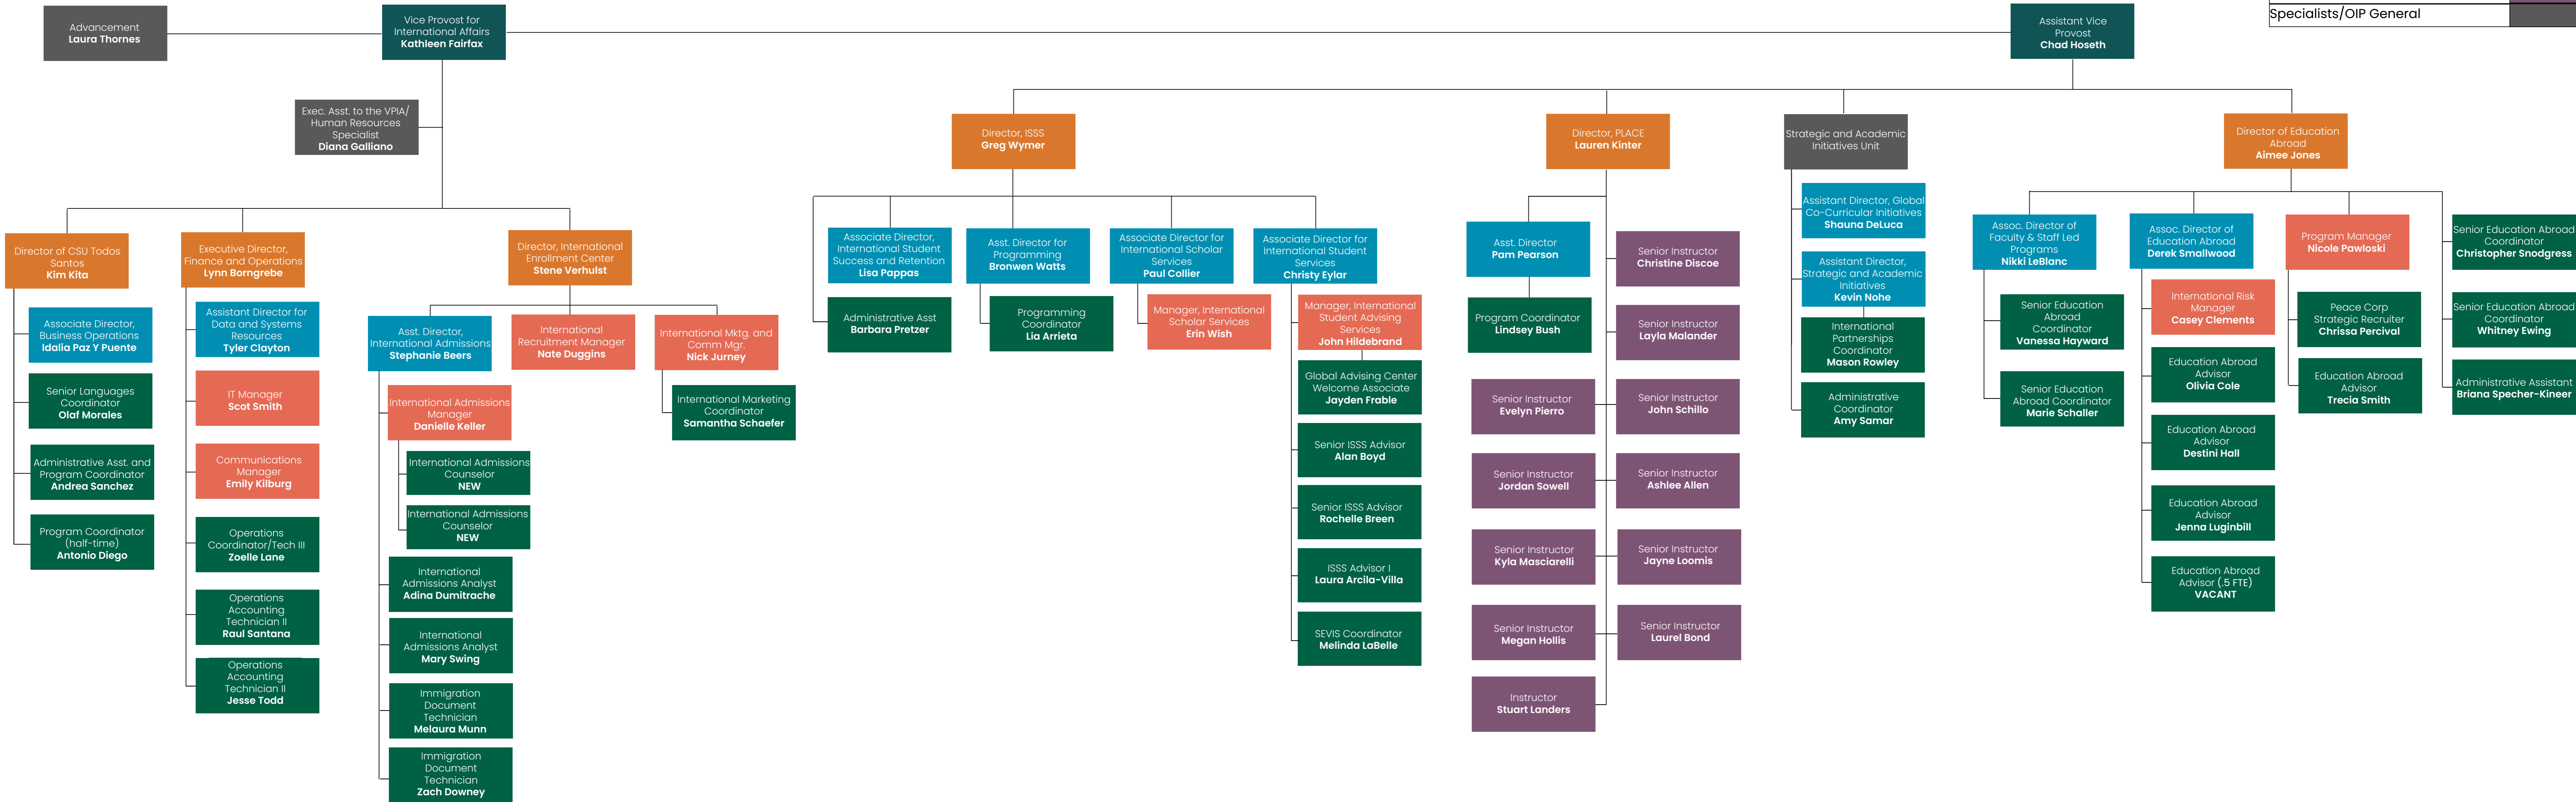 Advancement
Laura Thornes
Vice Provost for
International Affairs
Kathleen Fairfax
Assistant Vice
Provost
Chad Hoseth
Specialists/OIP General
Exec. Asst. to the VPIA/
Human Resources
Specialist
Diana Galliano
Director of CSU Todos
Santos
Kim Kita
Associate Director,
Business Operations
Idalia Paz Y Puente
Senior Languages
Coordinator
Olaf Morales
Administrative Asst. and
Program Coordinator
Andrea Sanchez
Program Coordinator
(half-time)
Antonio Diego
Executive Director,
Finance and Operations
Lynn Borngrebe
Assistant Director for
Data and Systems
Resources
Tyler Clayton
IT Manager
Scot Smith
Communications
Manager
Emily Kilburg
Operations
Coordinator/Tech III
Zoelle Lane
Operations
Accounting
Technician II
Raul Santana
Operations
Accounting
Technician II
Jesse Todd
Director, International
Enrollment Center
Stene Verhulst
Asst. Director,
International Admissions
Stephanie Beers
International Admissions
Manager
Danielle Keller
International Admissions
Counselor
NEW
International Admissions
Counselor
NEW
International
Admissions Analyst
Adina Dumitrache
International
Admissions Analyst
Mary Swing
Immigration
Document
Technician
Melaura Munn
Immigration
Document
Technician
Zach Downey
International
Recruitment Manager
Nate Duggins
International Mktg. and
Comm Mgr.
Nick Jurney
International Marketing
Coordinator
Samantha Schaefer
Director, ISSS
Greg Wymer
Associate Director,
International Student
Success and Retention
Lisa Pappas
Administrative Asst
Barbara Pretzer
Asst. Director for
Programming
Bronwen Watts
Programming
Coordinator
Lia Arrieta
Associate Director for
International Scholar
Services
Paul Collier
Manager, International
Scholar Services
Erin Wish
Associate Director for
International Student
Services
Christy Eylar
Manager, International
Student Advising
Services
John Hildebrand
Global Advising Center
Welcome Associate
Jayden Frable
Senior ISSS Advisor
Alan Boyd
Senior ISSS Advisor
Rochelle Breen
ISSS Advisor I
Laura Arcila-Villa
SEVIS Coordinator
Melinda LaBelle
Director, PLACE
Lauren Kinter
Asst. Director
Pam Pearson
Program Coordinator
Lindsey Bush
Senior Instructor
Christine Discoe
Senior Instructor
Layla Malander
Senior Instructor
Evelyn Pierro
Senior Instructor
John Schillo
Senior Instructor
Jordan Sowell
Senior Instructor
Ashlee Allen
Senior Instructor
Kyla Masciarelli
Senior Instructor
Jayne Loomis
Senior Instructor
Megan Hollis
Senior Instructor
Laurel Bond
Instructor
Stuart Landers
Strategic and Academic
Initiatives Unit
Assistant Director, Global
Co-Curricular Initiatives
Shauna DeLuca
Assistant Director,
Strategic and Academic
Initiatives
Kevin Nohe
International
Partnerships
Coordinator
Mason Rowley
Administrative
Coordinator
Amy Samar
Director of Education
Abroad
Aimee Jones
Assoc. Director of
Faculty & Staff Led
Programs
Nikki LeBlanc
Senior Education
Abroad
Coordinator
Vanessa Hayward
Senior Education
Abroad Coordinator
Marie Schaller
Assoc. Director of
Education Abroad
Derek Smallwood
International Risk
Manager
Casey Clements
Education Abroad
Advisor
Olivia Cole
Education Abroad
Advisor
Destini Hall
Education Abroad
Advisor
Jenna Luginbill
Education Abroad
Advisor (.5 FTE)
VACANT
Program Manager
Nicole Pawloski
Peace Corp
Strategic Recruiter
Chrissa Percival
Education Abroad
Advisor
Trecia Smith
Senior Education Abroad
Coordinator
Christopher Snodgress
Senior Education Abroad
Coordinator
Whitney Ewing
Administrative Assistant
Briana Specher-Kineer